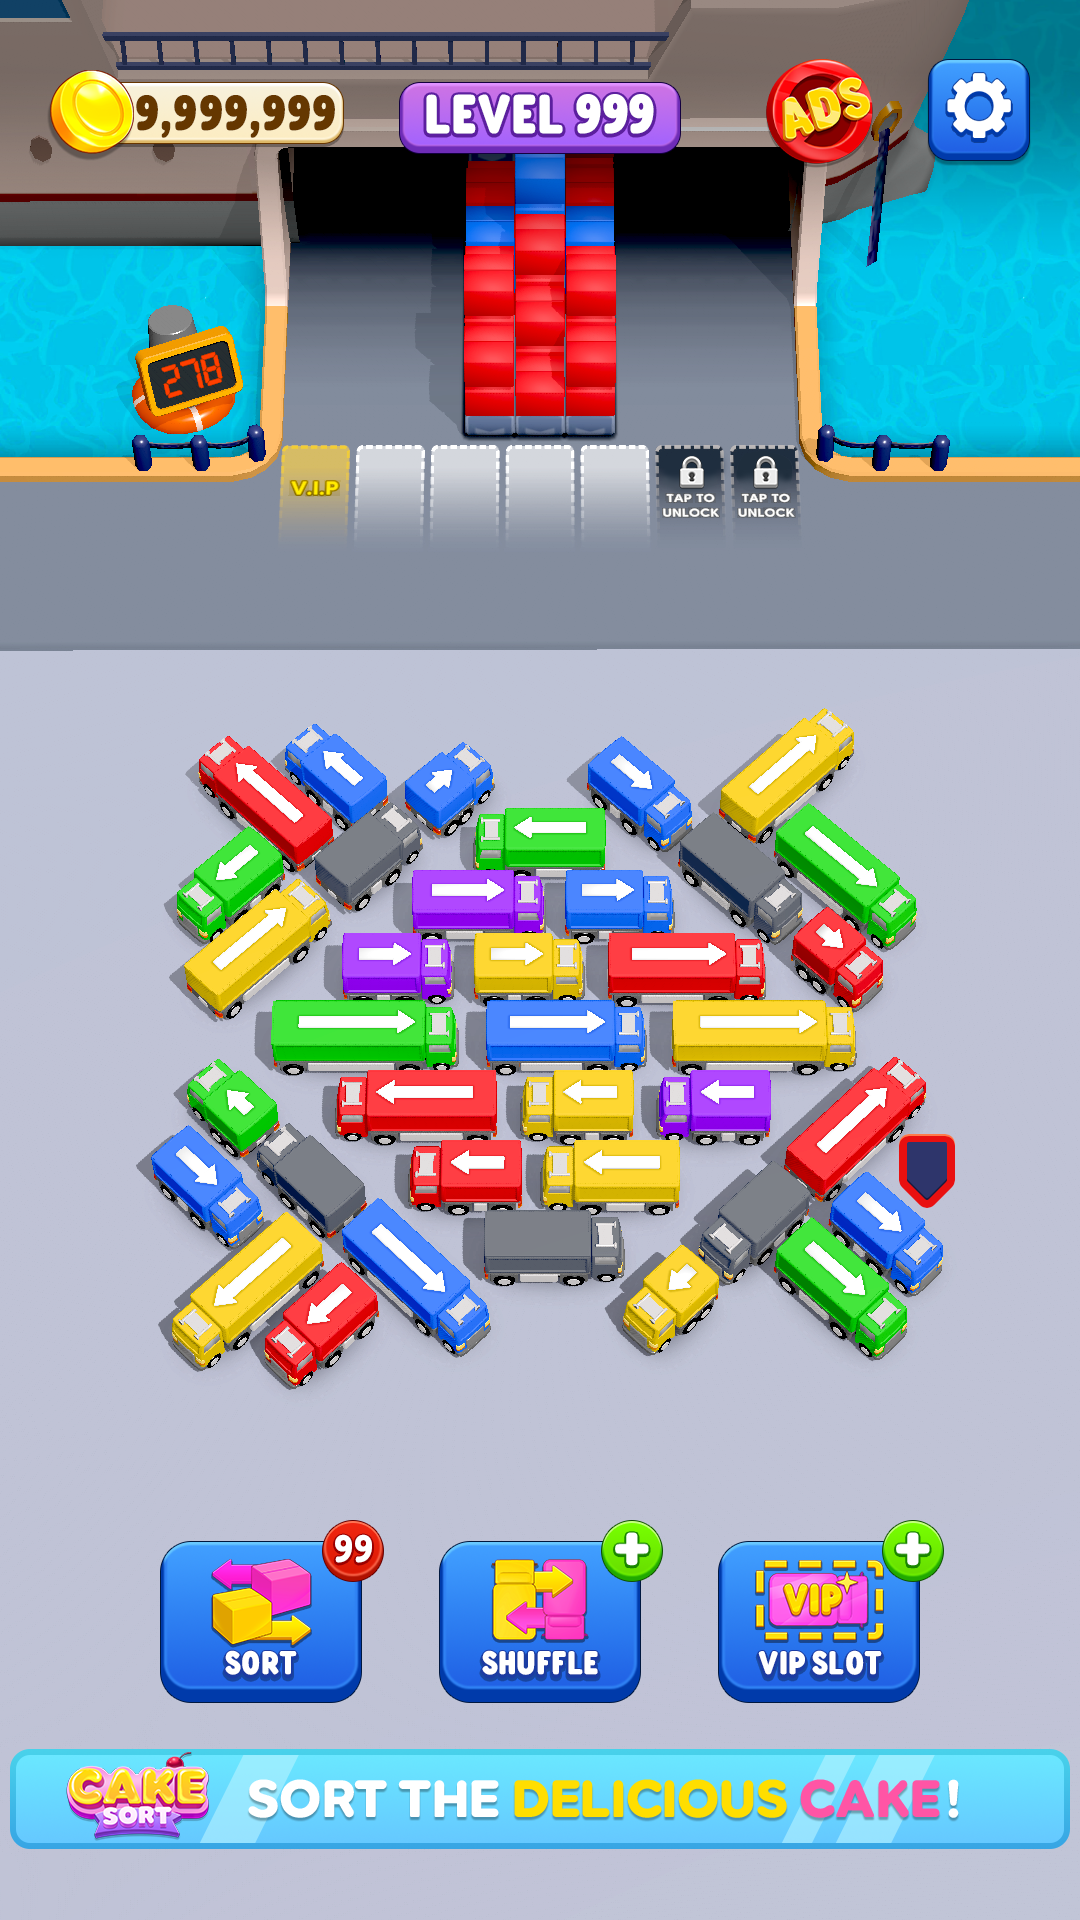 9,999,999
LEVEL 999
ADS
278
V.I.P
TAP TO
UNLOCK
TAP TO
UNLOCK
99
SORT
SHUFFLE
VIP
VIP SLOT
CAKE
SORT
SORT THE DELICIOUS CAKE!